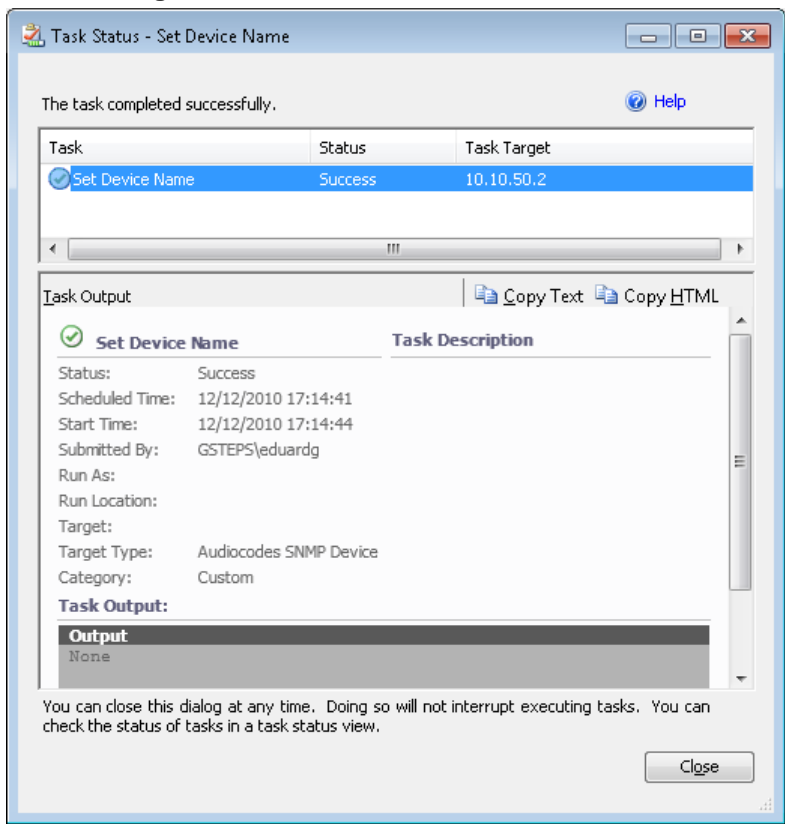 Task Status - Set Device Name
The task completed successfully.
Help
Task Status Task Target
Set Device Name Success 10.10.50.2
Task Output Copy Text Copy HTML
Set Device Name Task Description
Status: Success
Scheduled Time: 12/12/2010 17:14:41
Start Time: 12/12/2010 17:14:44
Submitted By: GSTEPS\eduardg
Run As:
Run Location:
Target:
Target Type: Audiocodes SNMP Device
Category: Custom
Task Output:
Output
None
You can close this dialog at any time. Doing so will not interrupt executing tasks. You can
check the status of tasks in a task status view.
Close